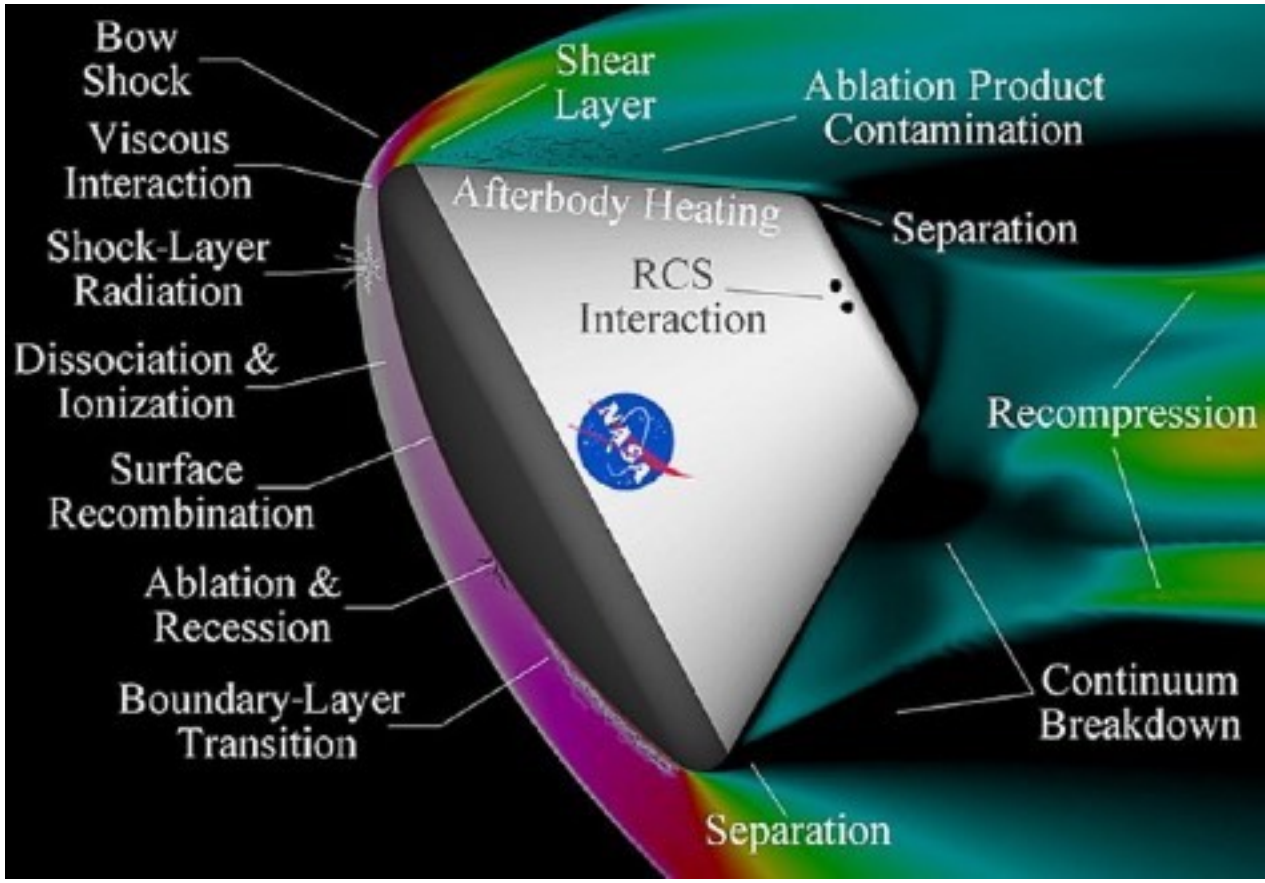 Bow
Shock
Viscous
Interaction
Shock-Layer
Radiation
Dissociation &
Ionization
Surface
Recombination
Ablation &
Recession
Boundary-Layer
Transition
Shear
Layer
Ablation Product
Contamination
Afterbody Heating
Separation
RCS
Interaction
NASA
Recompression
Continuum
Breakdown
Separation